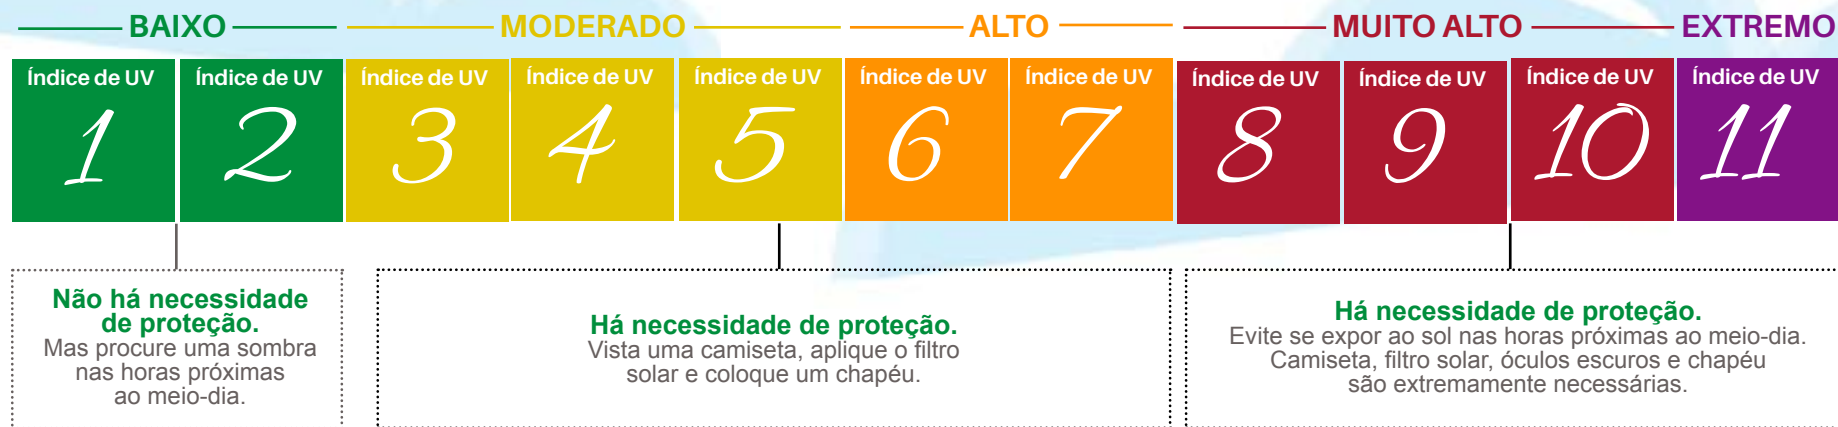 BAIXO MODERADO ALTO MUITO ALTO EXTREMO
Índice de UV Índice de UV Índice de UV Índice de UV Índice de UV Índice de UV Índice de UV Índice de UV Índice de UV Índice de UV Índice de UV
1 2 3 4 5 6 7 8 9 10 11
Não há necessidade
de proteção.
Mas procure uma sombra
nas horas próximas
ao meio-dia.
Há necessidade de proteção.
Vista uma camiseta, aplique o filtro
solar e coloque um chapéu.
Há necessidade de proteção.
Evite se expor ao sol nas horas próximas ao meio-dia.
Camiseta, filtro solar, óculos escuros e chapéu
são extremamente necessárias.